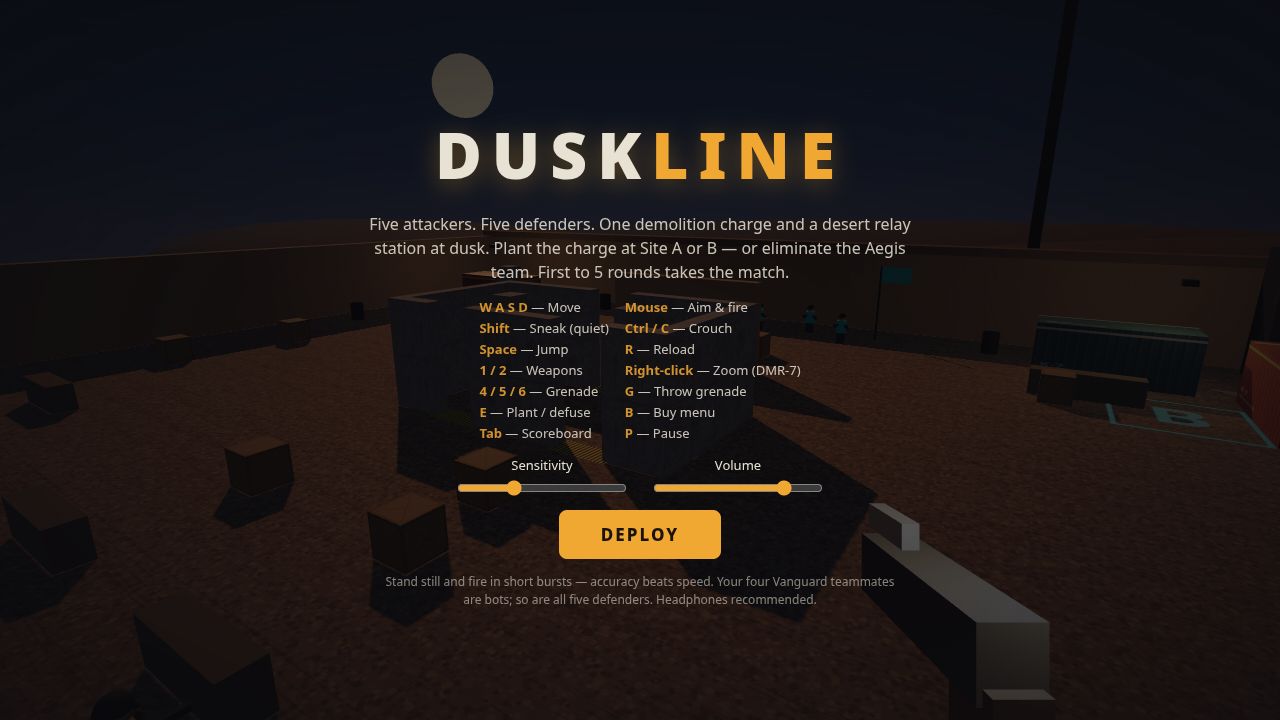 DUSKLINE
Five attackers. Five defenders. One demolition charge and a desert relay
station at dusk. Plant the charge at Site A or B — or eliminate the Aegis
team. First to 5 rounds takes the match.
W A S D — Move
Mouse — Aim & fire
Shift — Sneak (quiet)
Ctrl / C — Crouch
Space — Jump
R — Reload
1 / 2 — Weapons
Right-click — Zoom (DMR-7)
4 / 5 / 6 — Grenade
G — Throw grenade
E — Plant / defuse
B — Buy menu
Tab — Scoreboard
P — Pause
B
Sensitivity
Volume
DEPLOY
Stand still and fire in short bursts — accuracy beats speed. Your four Vanguard teammates
are bots; so are all five defenders. Headphones recommended.